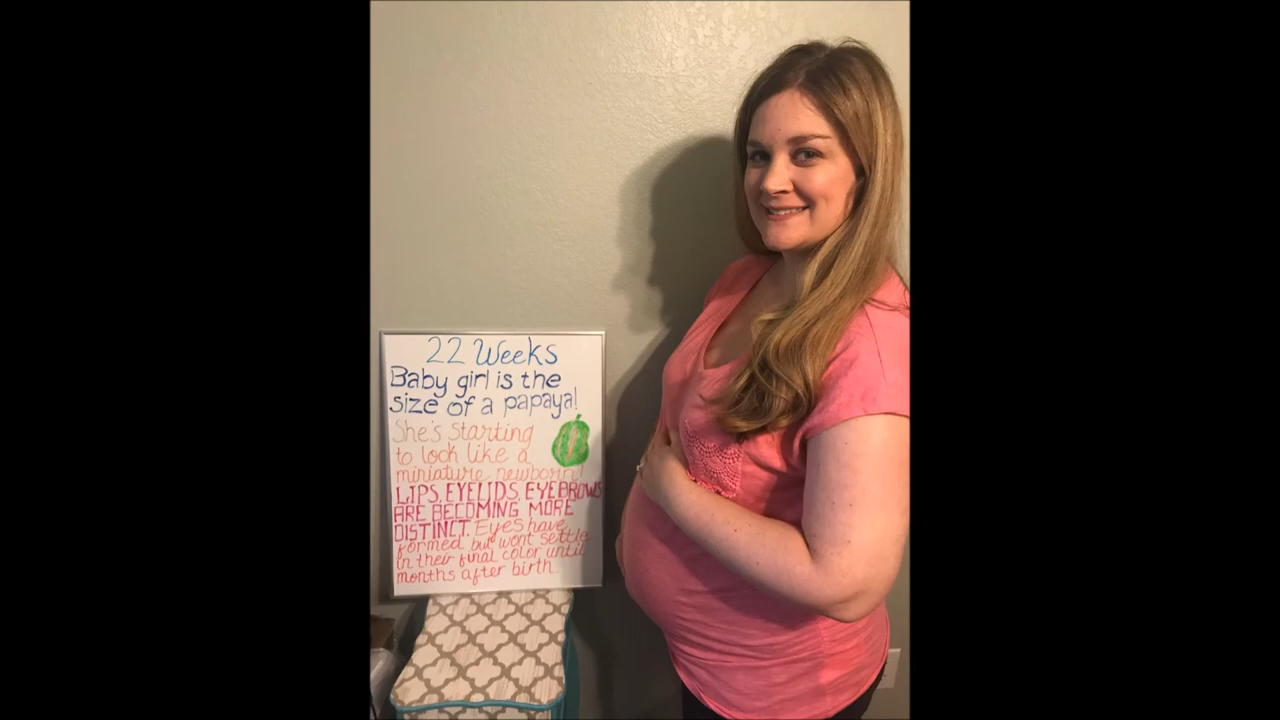 22 Weeks
Baby girl is the
size of a papaya!
She's starting
to look like a
miniature newborn!
LIPS, EYELIDS, EYEBROWS
ARE BECOMING MORE
DISTINCT. Eyes have
formed but wont settle
in their final color until
months after birth